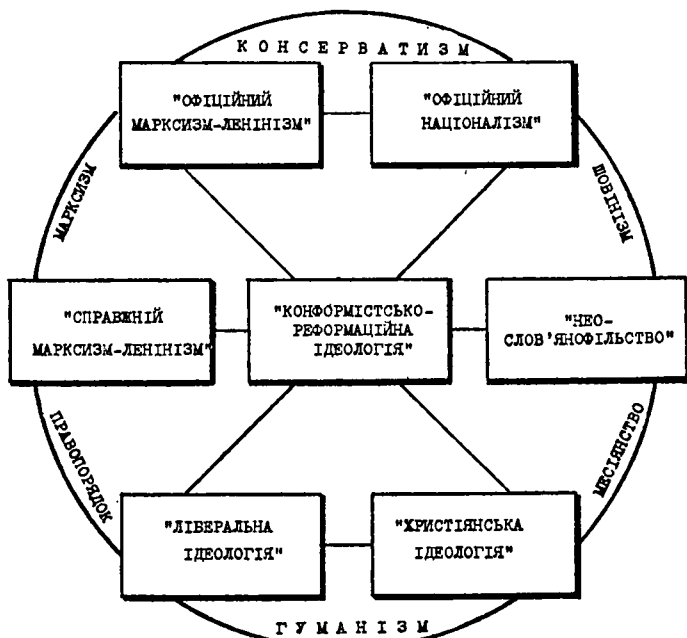 КОНСЕРВАТИЗМ
"ОФІЦІЙНИЙ
МАРКСИЗМ-ЛЕНІНІЗМ"
"ОФІЦІЙНИЙ
НАЦІОНАЛІЗМ"
МАРКСИЗМ
ШОВІНІЗМ
"СПРАВЖНІЙ
МАРКСИЗМ-ЛЕНІНІЗМ"
"КОНФОРМІСТСЬКО-
РЕФОРМАЦІЙНА
ІДЕОЛОГІЯ"
"НЕО-
СЛОВ'ЯНОФІЛЬСТВО"
ПРАВОПОРЯДОК
МЕСІЯНСТВО
"ЛІБЕРАЛЬНА
ІДЕОЛОГІЯ"
"ХРИСТІЯНСЬКА
ІДЕОЛОГІЯ"
ГУМАНІЗМ